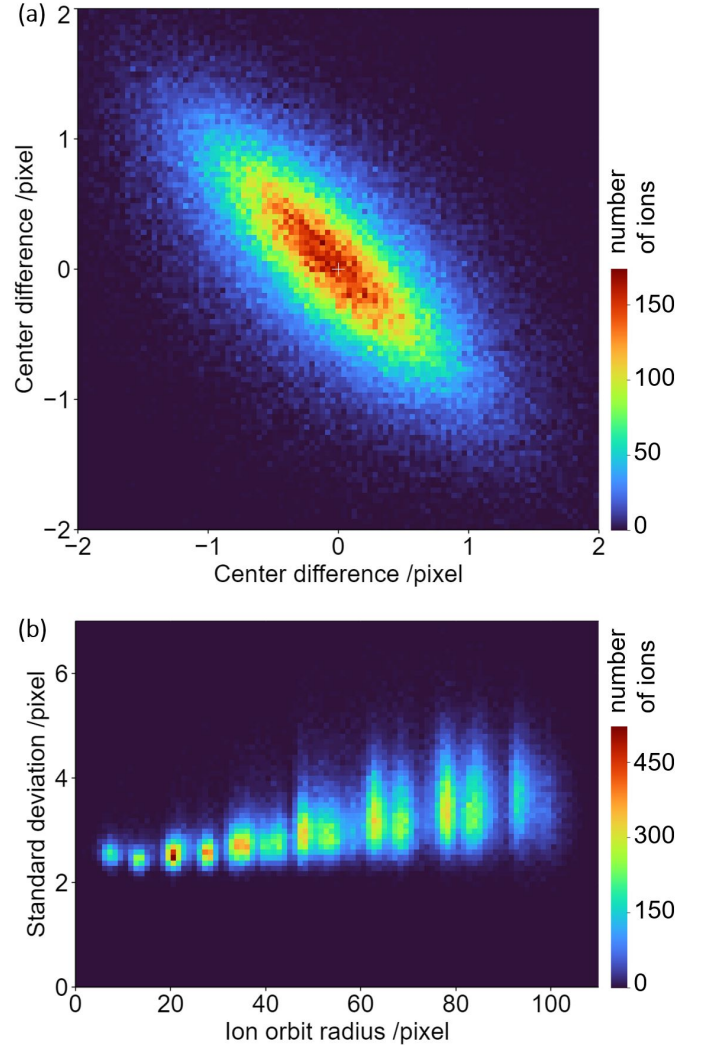 (a)
2
1
0
−1
−2
Center difference /pixel
−2 −1 0 1 2
Center difference /pixel
number
of ions
150
100
50
0
(b)
6
4
2
0
Standard deviation /pixel
0 20 40 60 80 100
Ion orbit radius /pixel
number
of ions
450
300
150
0